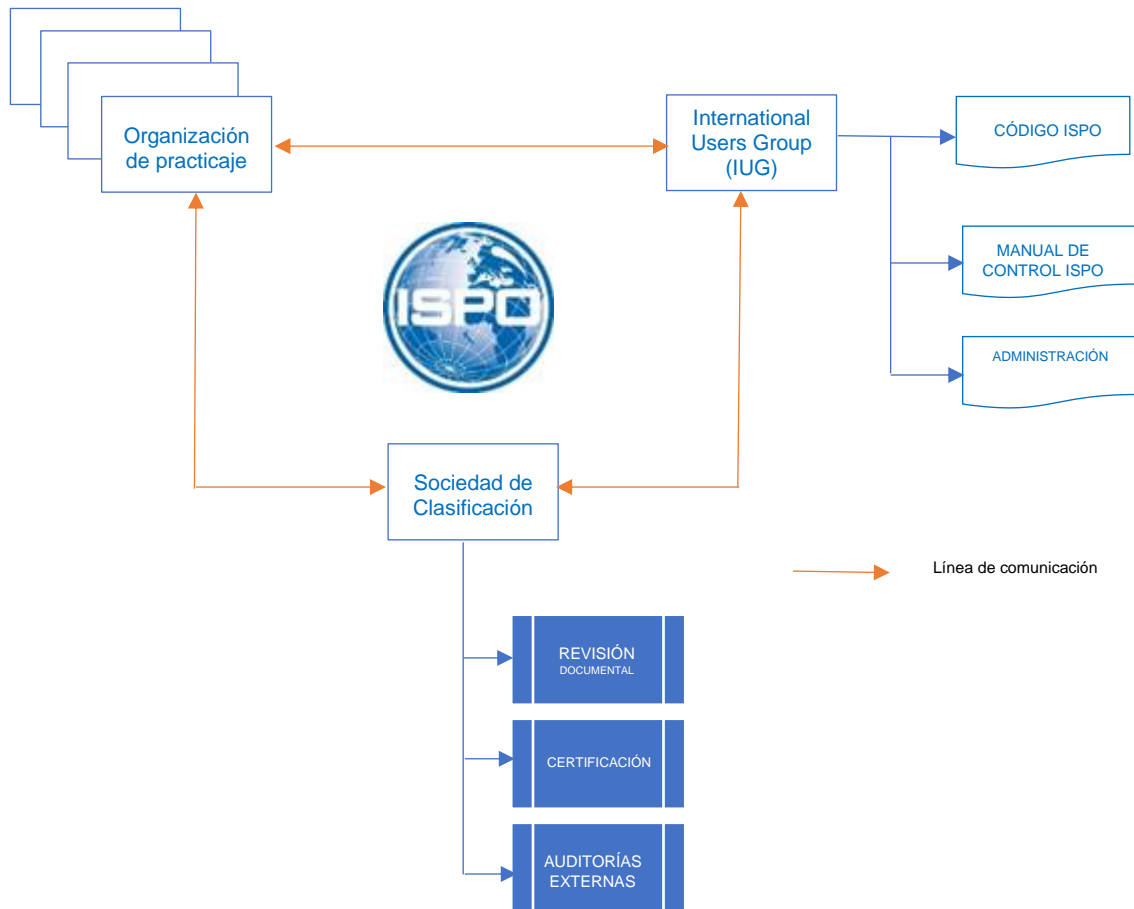 Organización
de practicaje
International
Users Group
(IUG)
CÓDIGO ISPO
MANUAL DE
CONTROL ISPO
ADMINISTRACIÓN
ISPO
Sociedad de
Clasificación
Línea de comunicación
REVISIÓN
DOCUMENTAL
CERTIFICACIÓN
AUDITORÍAS
EXTERNAS